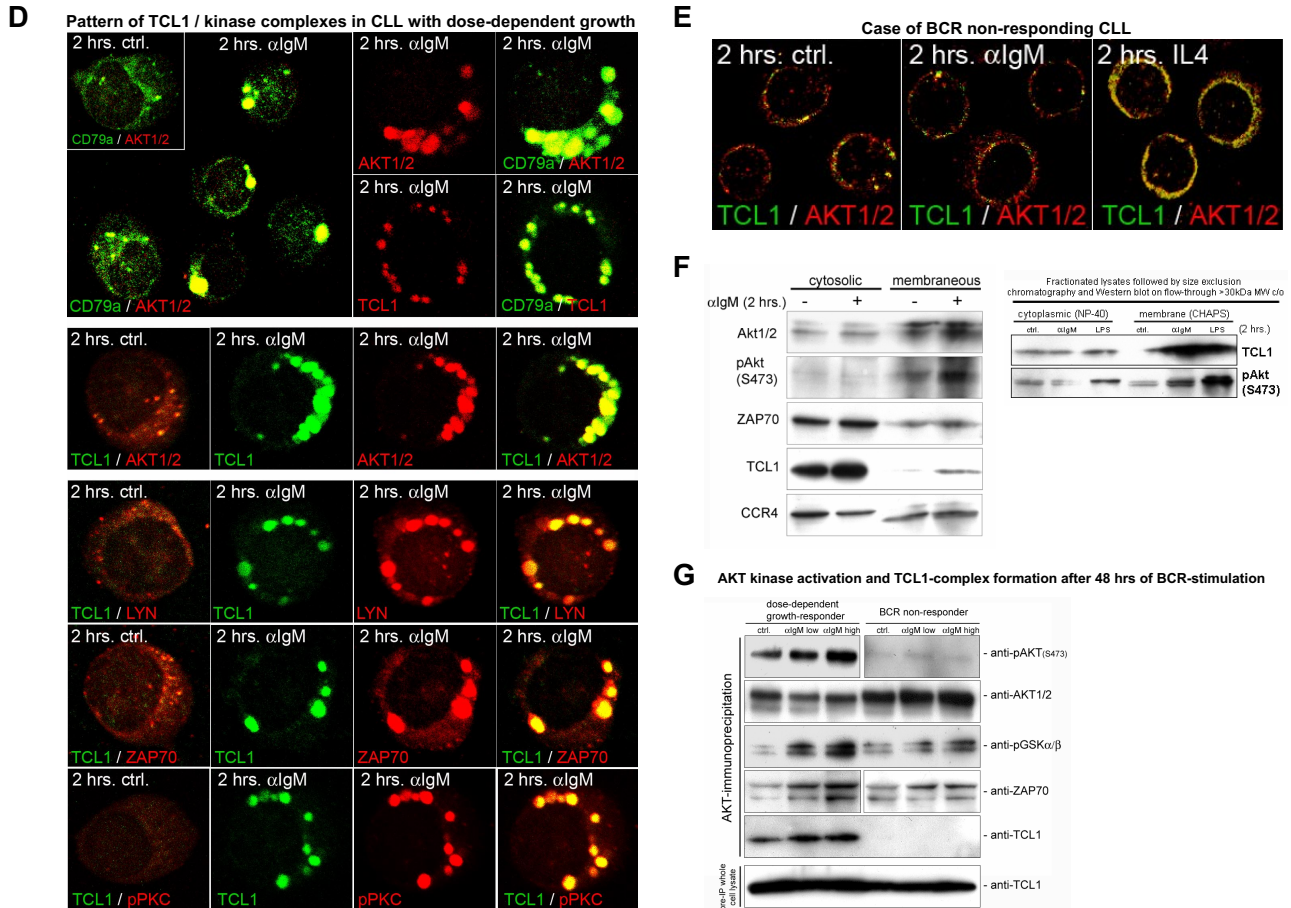 D
Pattern of TCL1 / kinase complexes in CLL with dose-dependent growth
2 hrs. ctrl.
CD79a / AKT1/2
2 hrs. αIgM
CD79a / AKT1/2
2 hrs. αIgM
AKT1/2
2 hrs. αIgM
CD79a / AKT1/2
2 hrs. αIgM
TCL1
2 hrs. αIgM
CD79a / TCL1
2 hrs. ctrl.
TCL1 / AKT1/2
2 hrs. αIgM
TCL1
2 hrs. αIgM
AKT1/2
2 hrs. αIgM
TCL1 / AKT1/2
2 hrs. ctrl.
TCL1 / LYN
2 hrs. αIgM
TCL1
2 hrs. αIgM
LYN
2 hrs. αIgM
TCL1 / LYN
2 hrs. ctrl.
TCL1 / ZAP70
2 hrs. αIgM
TCL1
2 hrs. αIgM
ZAP70
2 hrs. αIgM
TCL1 / ZAP70
2 hrs. ctrl.
TCL1 / pPKC
2 hrs. αIgM
TCL1
2 hrs. αIgM
pPKC
2 hrs. αIgM
TCL1 / pPKC
E
Case of BCR non-responding CLL
2 hrs: ctrl.
TCL1 / AKT1/2
2 hrs. αIgM
TCL1 / AKT1/2
2 hrs. IL4
TCL1 / AKT1/2
F
cytosolic membraneous
αIgM (2 hrs.) - + - +
Akt1/2
pAkt
(S473)
ZAP70
TCL1
CCR4
Fractionated lysates followed by size exclusion
chromatography and Western blot on flow-through >30kDa MW c/o
cytoplasmic (NP-40) membrane (CHAPS)
ctrl. αIgM LPS ctrl. αIgM LPS (2 hrs.)
TCL1
pAkt
(S473)
G
AKT kinase activation and TCL1-complex formation after 48 hrs of BCR-stimulation
dose-dependent
growth-responder
BCR non-responder
ctrl. αIgM low αIgM high ctrl. αIgM low αIgM high
AKT-immunoprecipitation
- anti-pAKT(S473)
- anti-AKT1/2
- anti-pGSKα/β
- anti-ZAP70
- anti-TCL1
pre-IP whole
cell lysate
- anti-TCL1